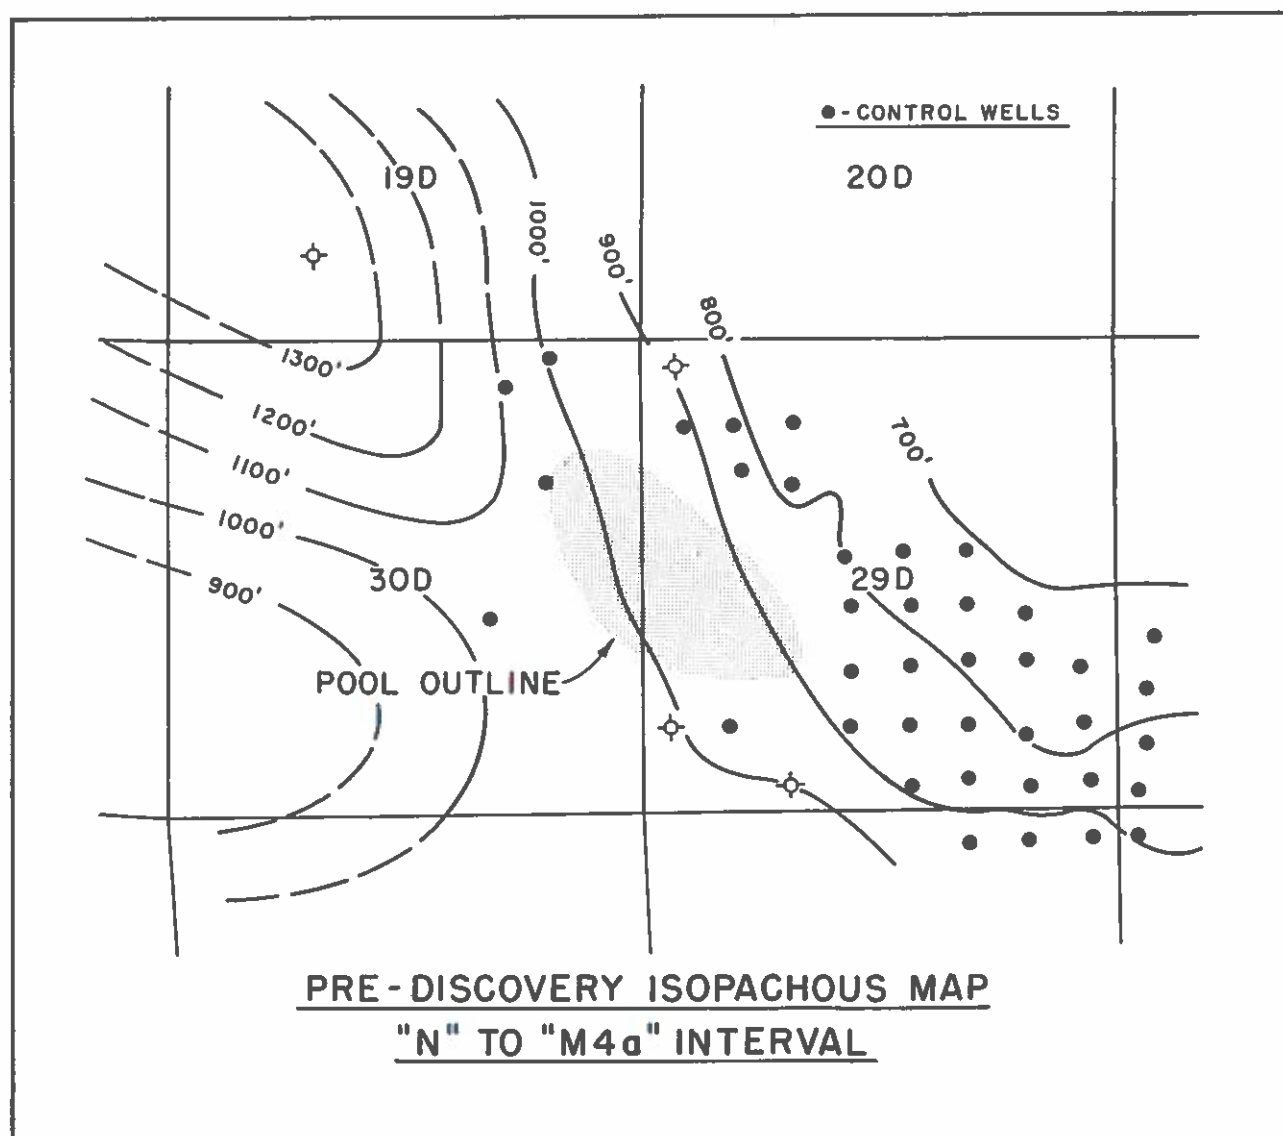 ●-CONTROL WELLS
19D
20D
1000'
900'
800'
1300'
1200'
1100'
1000'
900'
700'
30D
29D
POOL OUTLINE
PRE-DISCOVERY ISOPACHOUS MAP
"N" TO "M4a" INTERVAL